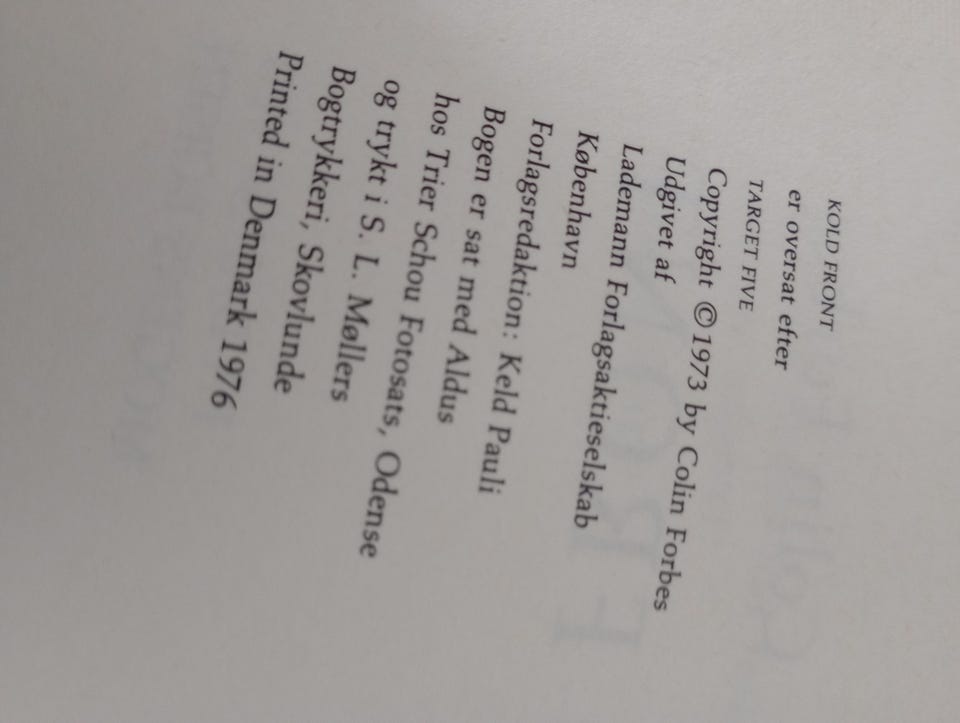 KOLD FRONT
er oversat efter
TARGET FIVE
Copyright © 1973 by Colin Forbes
Udgivet af
Lademann Forlagsaktieselskab
København
Forlagsredaktion: Keld Pauli
Bogen er sat med Aldus
hos Trier Schou Fotosats, Odense
og trykt i S. L. Møllers
Bogtrykkeri, Skovlunde
Printed in Denmark 1976